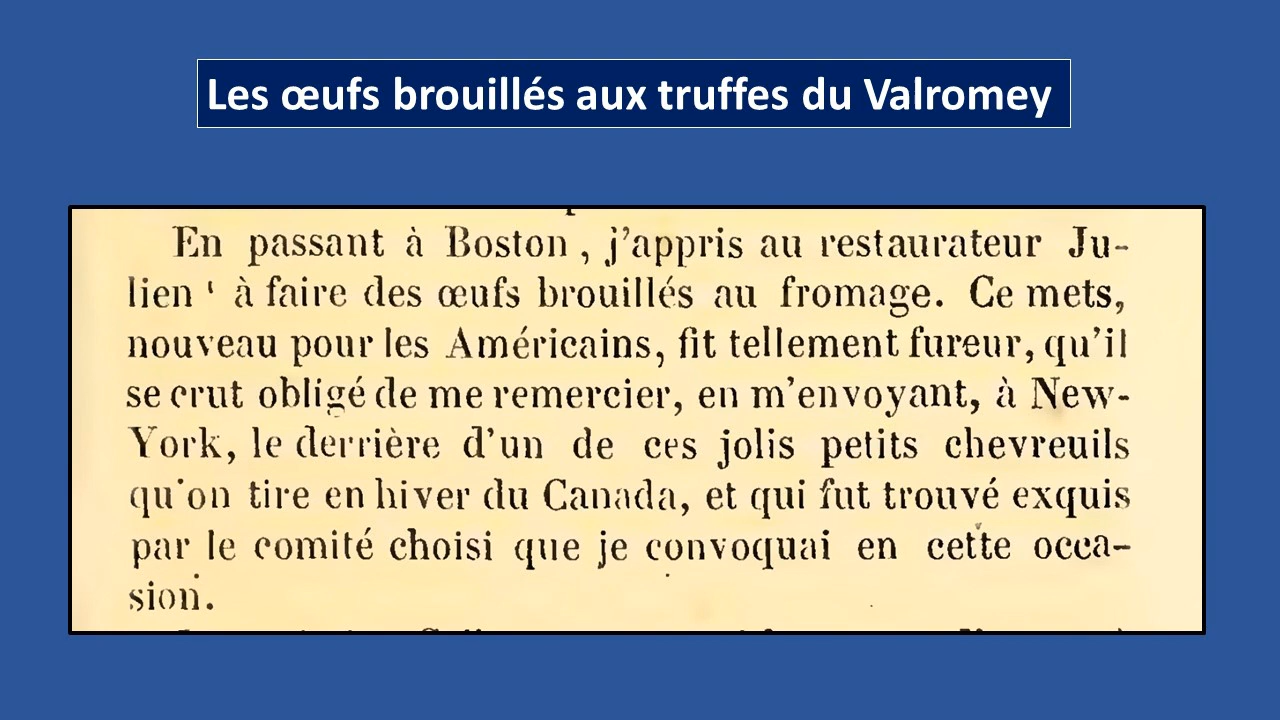 Les œufs brouillés aux truffes du Valromey
En passant à Boston, j'appris au restaurateur Ju-
lien ¹ à faire des œufs brouillés au fromage. Ce mets,
nouveau pour les Américains, fit tellement fureur, qu'il
se crut obligé de me remercier, en m'envoyant, à New-
York, le derrière d'un de ces jolis petits chevreuils
qu'on tire en hiver du Canada, et qui fut trouvé exquis
par le comité choisi que je convoquai en cette occa-
sion.